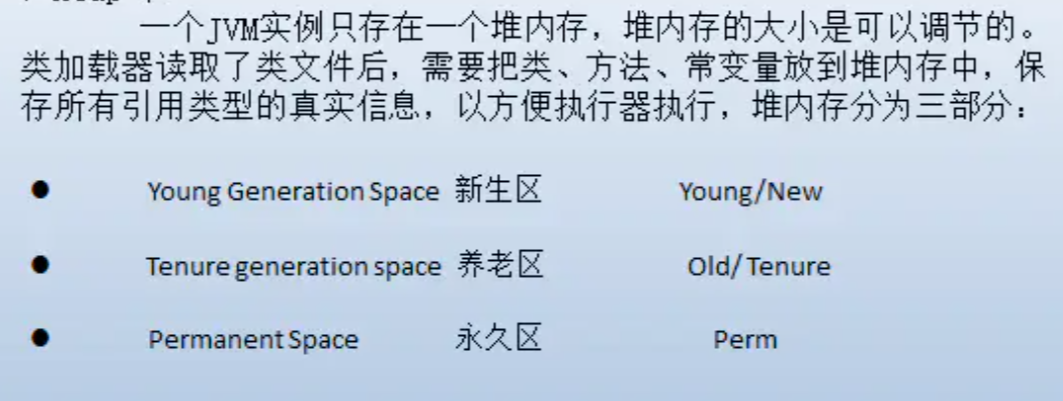 一个JVM实例只存在一个堆内存，堆内存的大小是可以调节的。
类加载器读取了类文件后，需要把类、方法、常变量放到堆内存中，保
存所有引用类型的真实信息，以方便执行器执行，堆内存分为三部分：
● Young Generation Space 新生区 Young/New
● Tenure generation space 养老区 Old/ Tenure
● Permanent Space 永久区 Perm